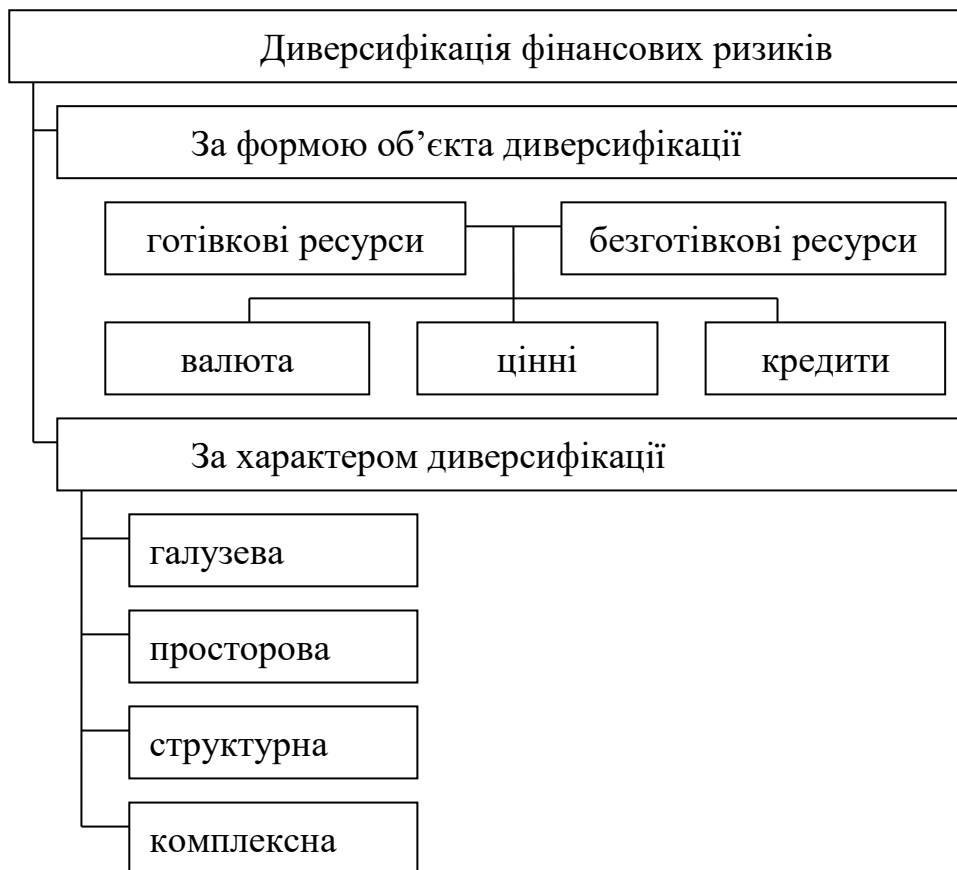 Диверсифікація фінансових ризиків
За формою об’єкта диверсифікації
готівкові ресурси безготівкові ресурси
валюта цінні кредити
За характером диверсифікації
галузева
просторова
структурна
комплексна